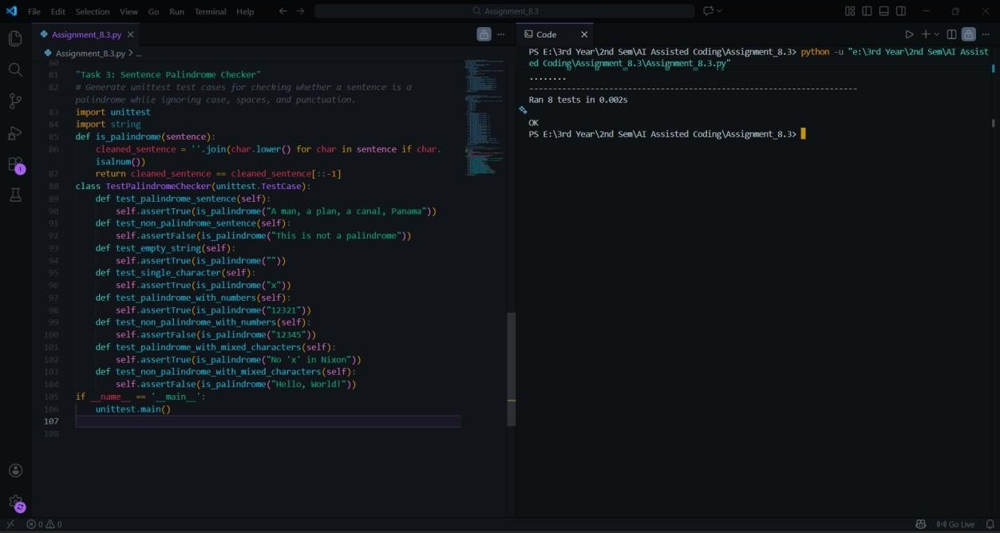 File Edit Selection View Go Run Terminal Help
Assignment_8.3
Assignment_8.3.py
Assignment_8.3.py > ...
80
81 "Task 3: Sentence Palindrome Checker"
82 # Generate unittest test cases for checking whether a sentence is a
palindrome while ignoring case, spaces, and punctuation.
83 import unittest
84 import string
85 def is_palindrome(sentence):
86 cleaned_sentence = ''.join(char.lower() for char in sentence if char.
isalnum())
87 return cleaned_sentence == cleaned_sentence[::-1]
88 class TestPalindromeChecker(unittest.TestCase):
89 def test_palindrome_sentence(self):
90 self.assertTrue(is_palindrome("A man, a plan, a canal, Panama"))
91 def test_non_palindrome_sentence(self):
92 self.assertFalse(is_palindrome("This is not a palindrome"))
93 def test_empty_string(self):
94 self.assertTrue(is_palindrome(""))
95 def test_single_character(self):
96 self.assertTrue(is_palindrome("x"))
97 def test_palindrome_with_numbers(self):
98 self.assertTrue(is_palindrome("12321"))
99 def test_non_palindrome_with_numbers(self):
100 self.assertFalse(is_palindrome("12345"))
101 def test_palindrome_with_mixed_characters(self):
102 self.assertTrue(is_palindrome("No 'x' in Nixon"))
103 def test_non_palindrome_with_mixed_characters(self):
104 self.assertFalse(is_palindrome("Hello, World!"))
105 if __name__ == '__main__':
106 unittest.main()
107
108
Code
PS E:\3rd Year\2nd Sem\AI Assisted Coding\Assignment_8.3> python -u "e:\3rd Year\2nd Sem\AI Assist
ed Coding\Assignment_8.3\Assignment_8.3.py"
........
----------------------------------------------------------------------
Ran 8 tests in 0.002s
OK
PS E:\3rd Year\2nd Sem\AI Assisted Coding\Assignment_8.3>
1
0 0
Go Live